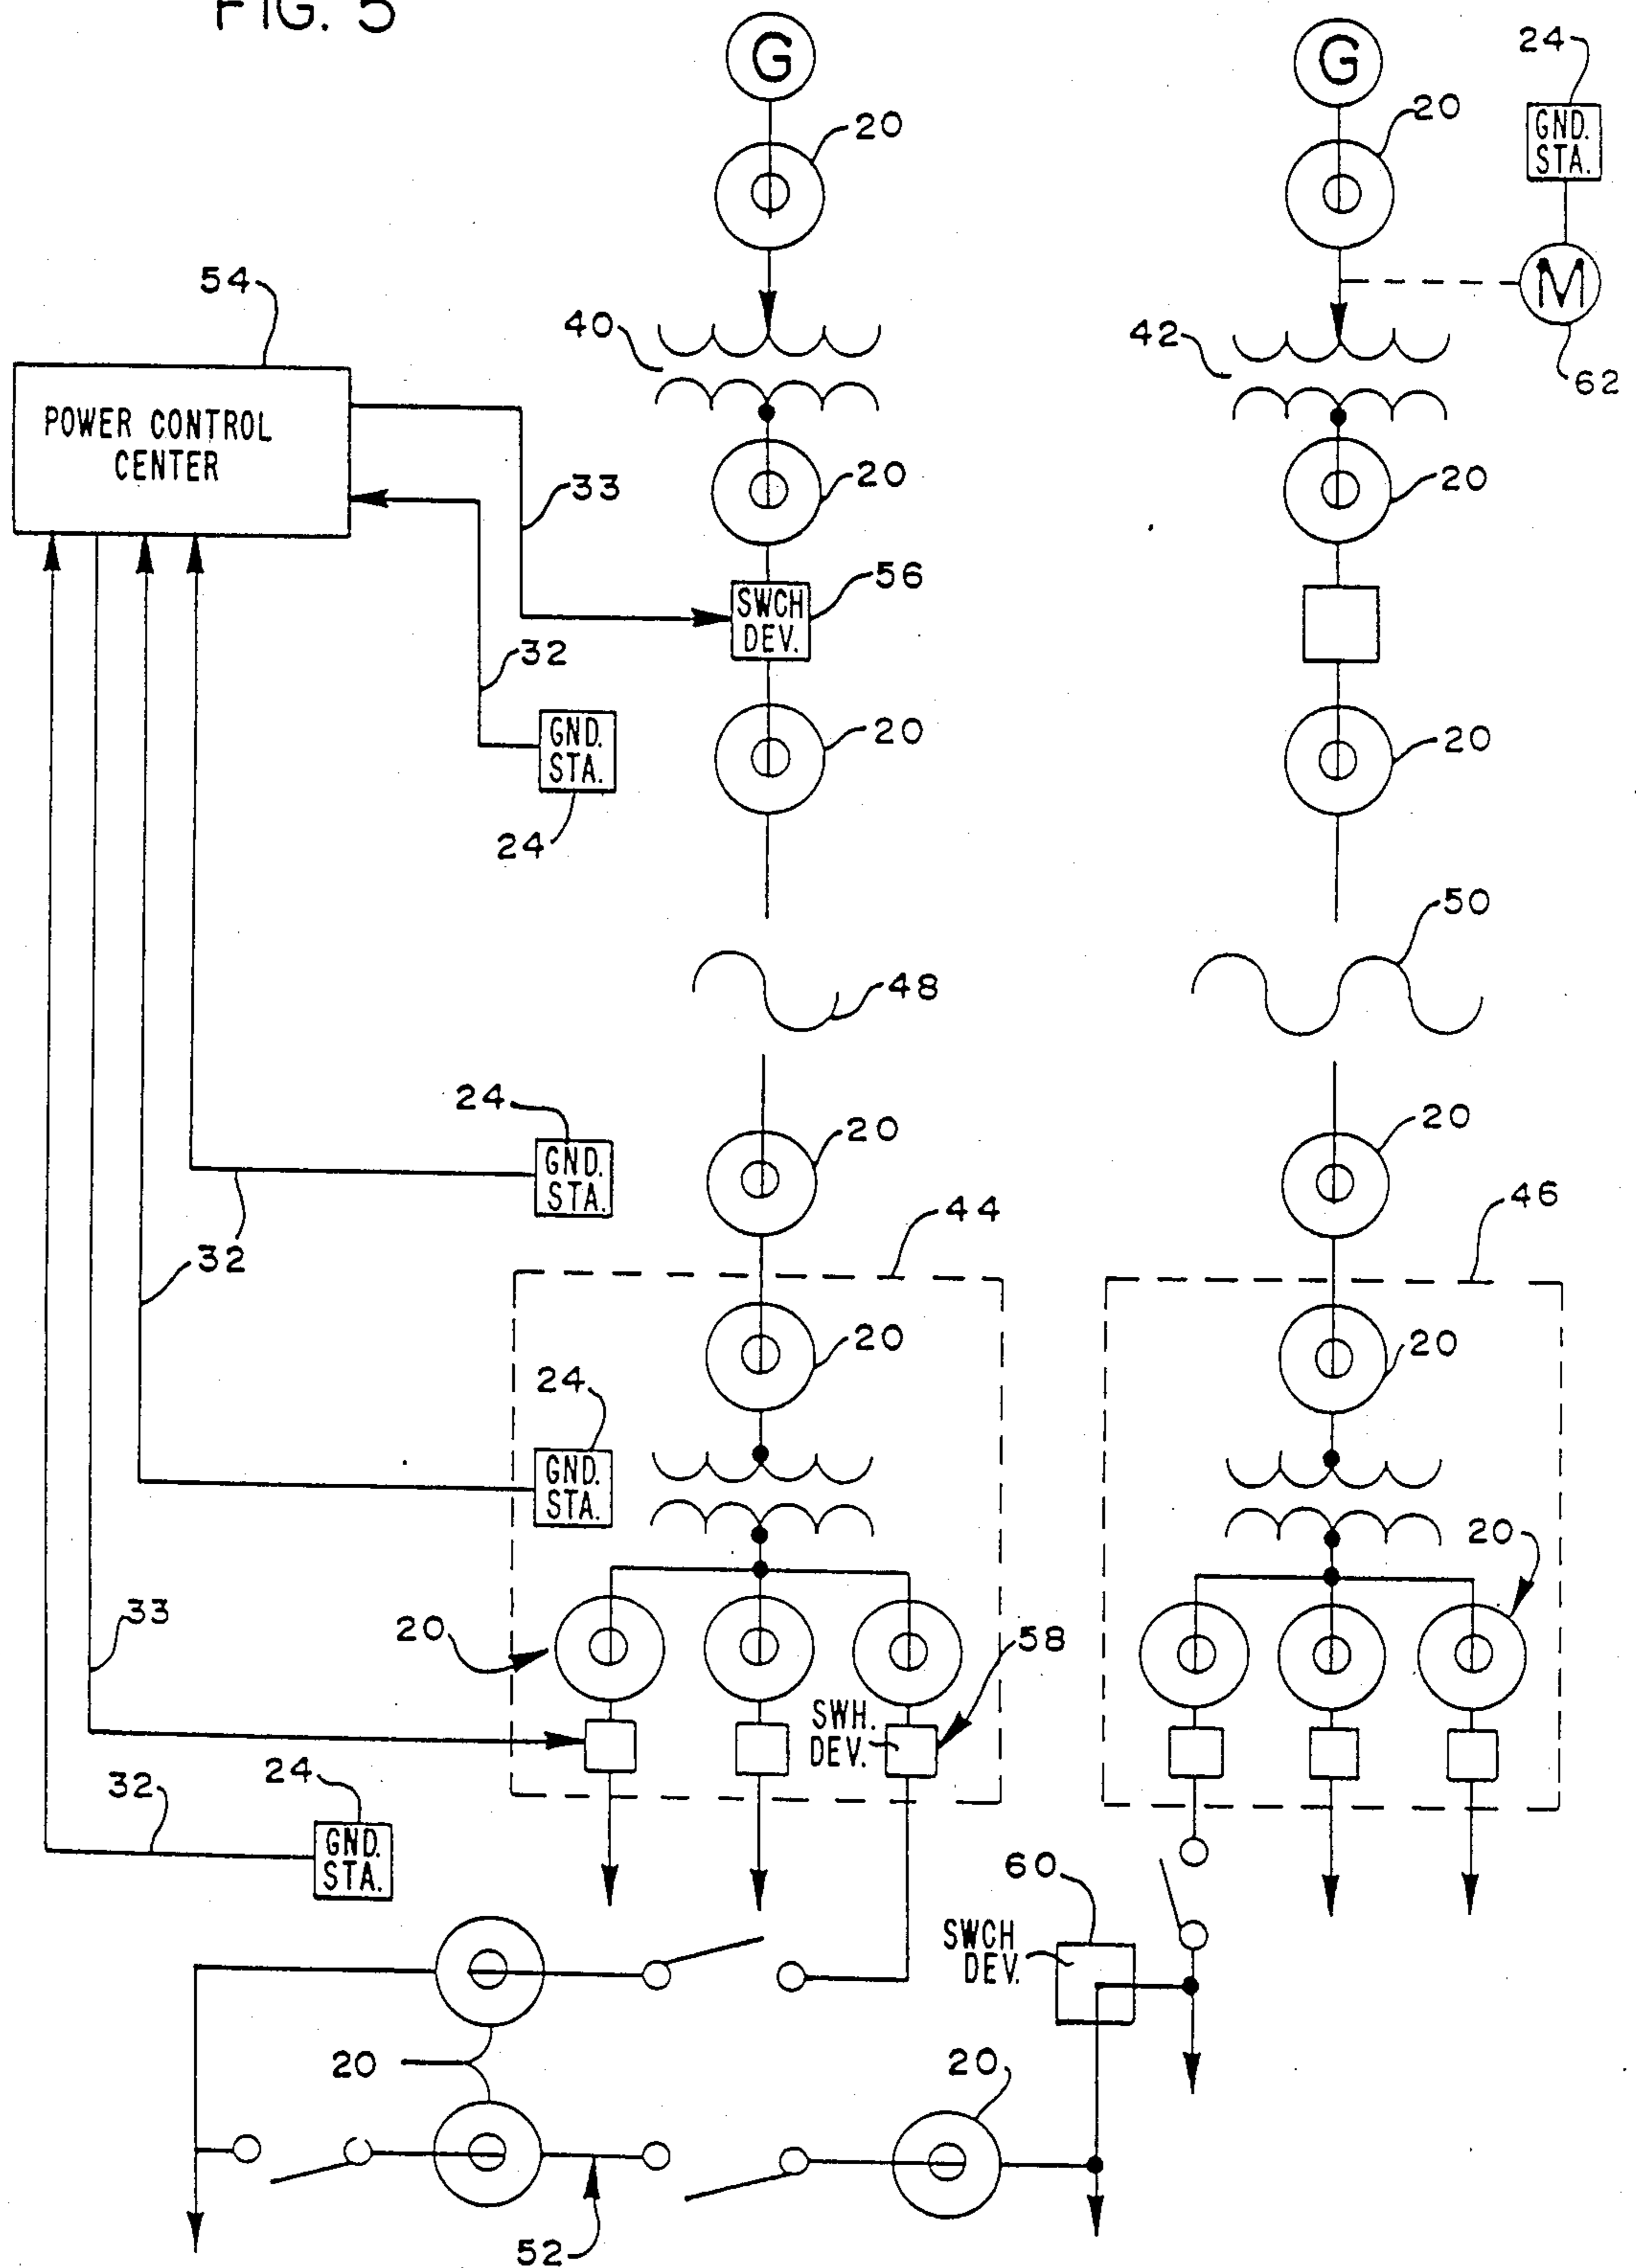 FIG. 5
G
G
24
20
20
GND.
STA.
54
40
42
M
62
POWER CONTROL
CENTER
33
20
20
56
SWCH
DEV.
32
GND.
STA.
20
20
24
50
48
24
20
20
GND.
STA.
44
46
32
20
20
24
GND.
STA.
20
33
20
58
SWH.
DEV.
24
32
GND.
STA.
60
SWCH
DEV.
20
20
52